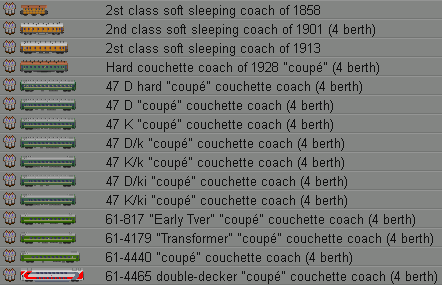 2st class soft sleeping coach of 1858
2nd class soft sleeping coach of 1901 (4 berth)
2st class soft sleeping coach of 1913
Hard couchette coach of 1928 "coupé" (4 berth)
47 D hard "coupé" couchette coach (4 berth)
47 D "coupé" couchette coach (4 berth)
47 K "coupé" couchette coach (4 berth)
47 D/k "coupé" couchette coach (4 berth)
47 K/k "coupé" couchette coach (4 berth)
47 D/ki "coupé" couchette coach (4 berth)
47 K/ki "coupé" couchette coach (4 berth)
61-817 "Early Tver" "coupé" couchette coach (4 berth)
61-4179 "Transformer" "coupé" couchette coach (4 berth)
61-4440 "coupé" couchette coach (4 berth)
61-4465 double-decker "coupé" couchette coach (4 berth)